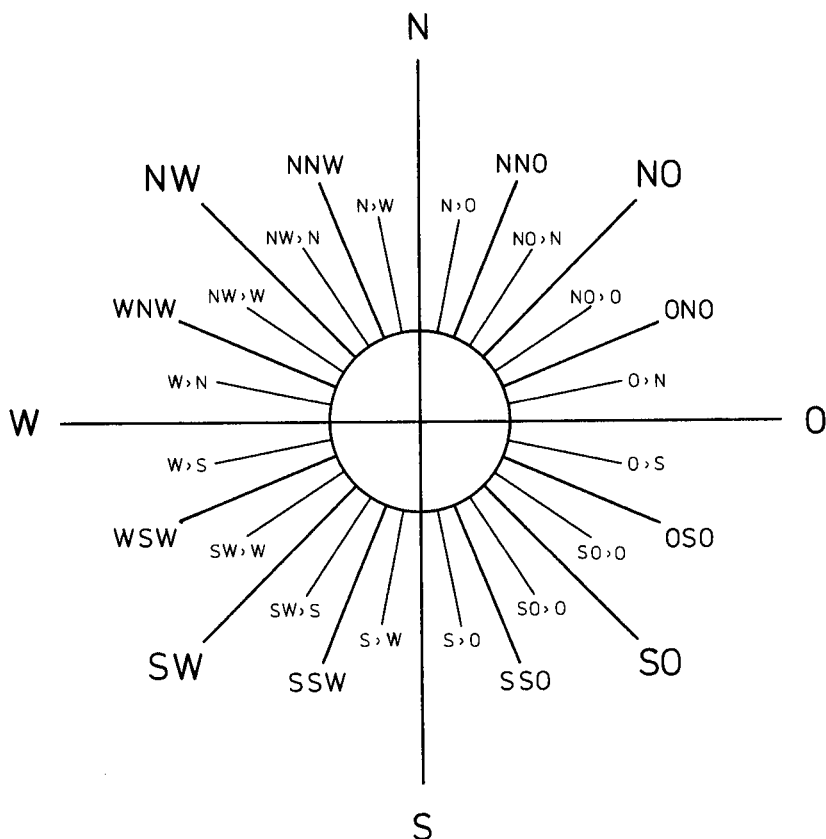 N
NW NNW NNO NO
N›W N›O
NW›N NO›N
NW›W NO›O
WNW ONO
W›N O›N
W O
W›S O›S
WSW OSO
SW›W SO›O
SW›S SO›O
S›W S›O
SW SSW SSO SO
S